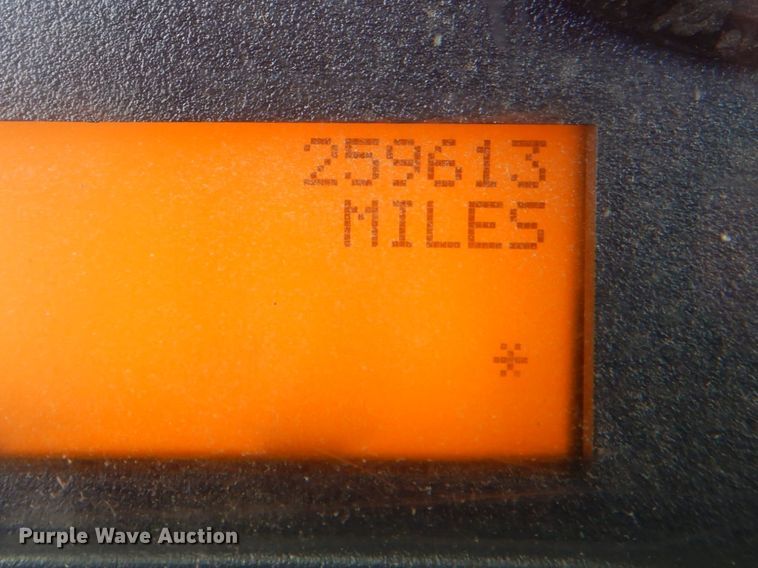 259613
MILES
*
Purple Wave Auction